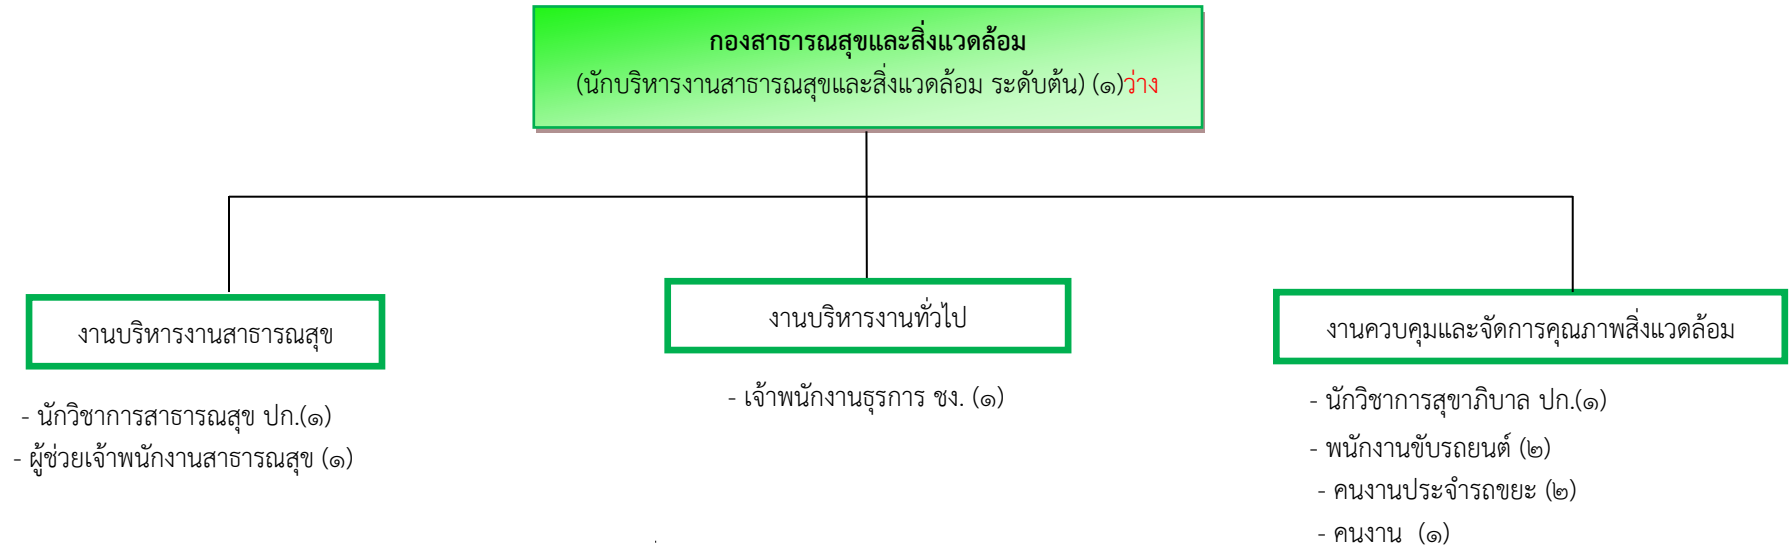 กองสาธารณสุขและสิ่งแวดล้อม
(นักบริหารงานสาธารณสุขและสิ่งแวดล้อม ระดับต้น) (๑)ว่าง
งานบริหารงานสาธารณสุข
- นักวิชาการสาธารณสุข ปก.(๑)
- ผู้ช่วยเจ้าพนักงานสาธารณสุข (๑)
งานบริหารงานทั่วไป
- เจ้าพนักงานธุรการ ชง. (๑)
งานควบคุมและจัดการคุณภาพสิ่งแวดล้อม
- นักวิชาการสุขาภิบาล ปก.(๑)
- พนักงานขับรถยนต์ (๒)
- คนงานประจำรถขยะ (๒)
- คนงาน (๑)